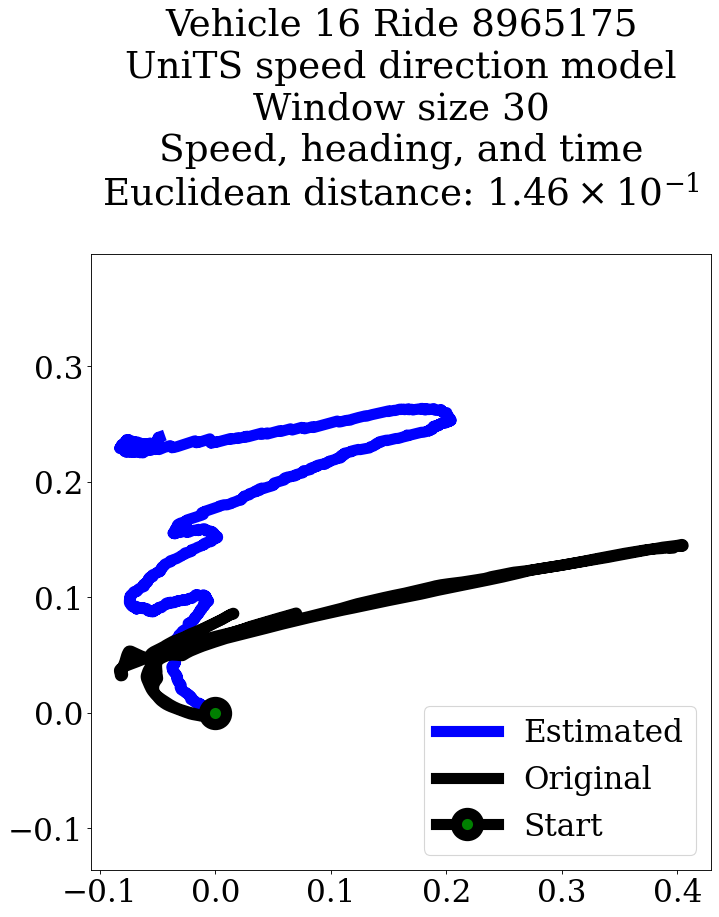 Vehicle 16 Ride 8965175
UniTS speed direction model
Window size 30
Speed, heading, and time
Euclidean distance: 1.46 × 10⁻¹
0.3
0.2
0.1
0.0
−0.1
−0.1 0.0 0.1 0.2 0.3 0.4
Estimated
Original
Start